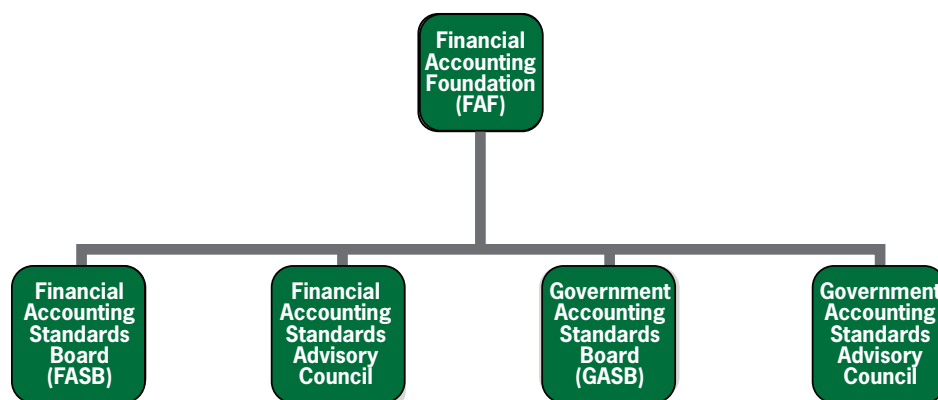 Financial
Accounting
Foundation
(FAF)
Financial
Accounting
Standards
Board
(FASB)
Financial
Accounting
Standards
Advisory
Council
Government
Accounting
Standards
Board
(GASB)
Government
Accounting
Standards
Advisory
Council